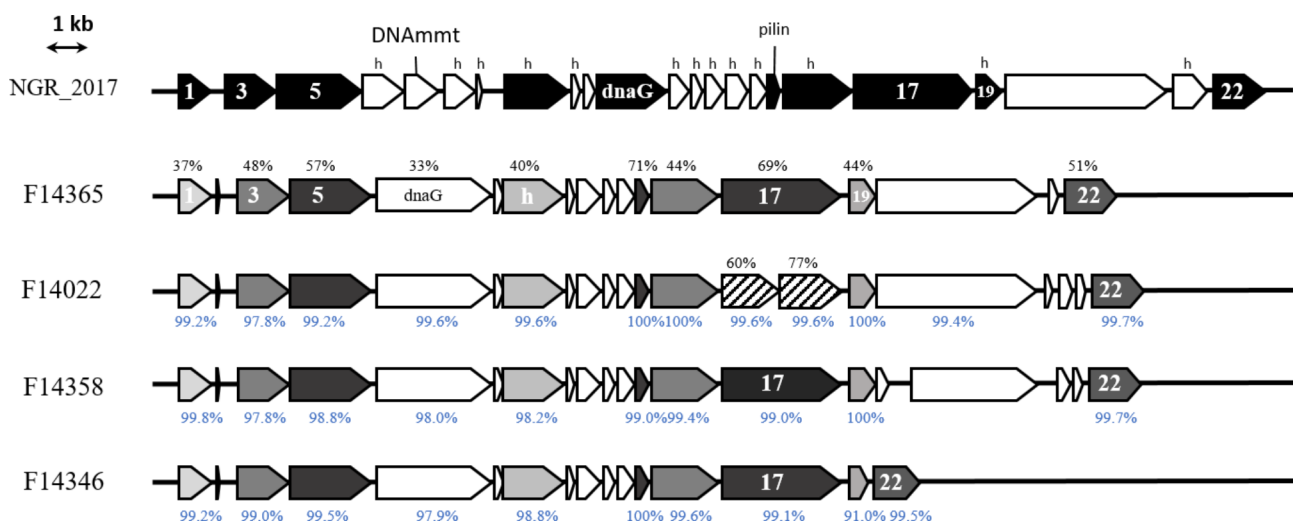 1 kb
DNAmmt
pilin
h h h h h h h h h h h h
NGR_2017 1 3 5 dnaG 17 19 22
37% 48% 57% 33% 40% 71% 44% 69% 44% 51%
F14365 1 3 5 dnaG h 17 19 22
60% 77%
F14022 22
99.2% 97.8% 99.2% 99.6% 99.6% 100% 100% 99.6% 99.6% 100% 99.4% 99.7%
F14358 17 22
99.8% 97.8% 98.8% 98.0% 98.2% 99.0% 99.4% 99.0% 100% 99.7%
F14346 17 22
99.2% 99.0% 99.5% 97.9% 98.8% 100% 99.6% 99.1% 91.0% 99.5%